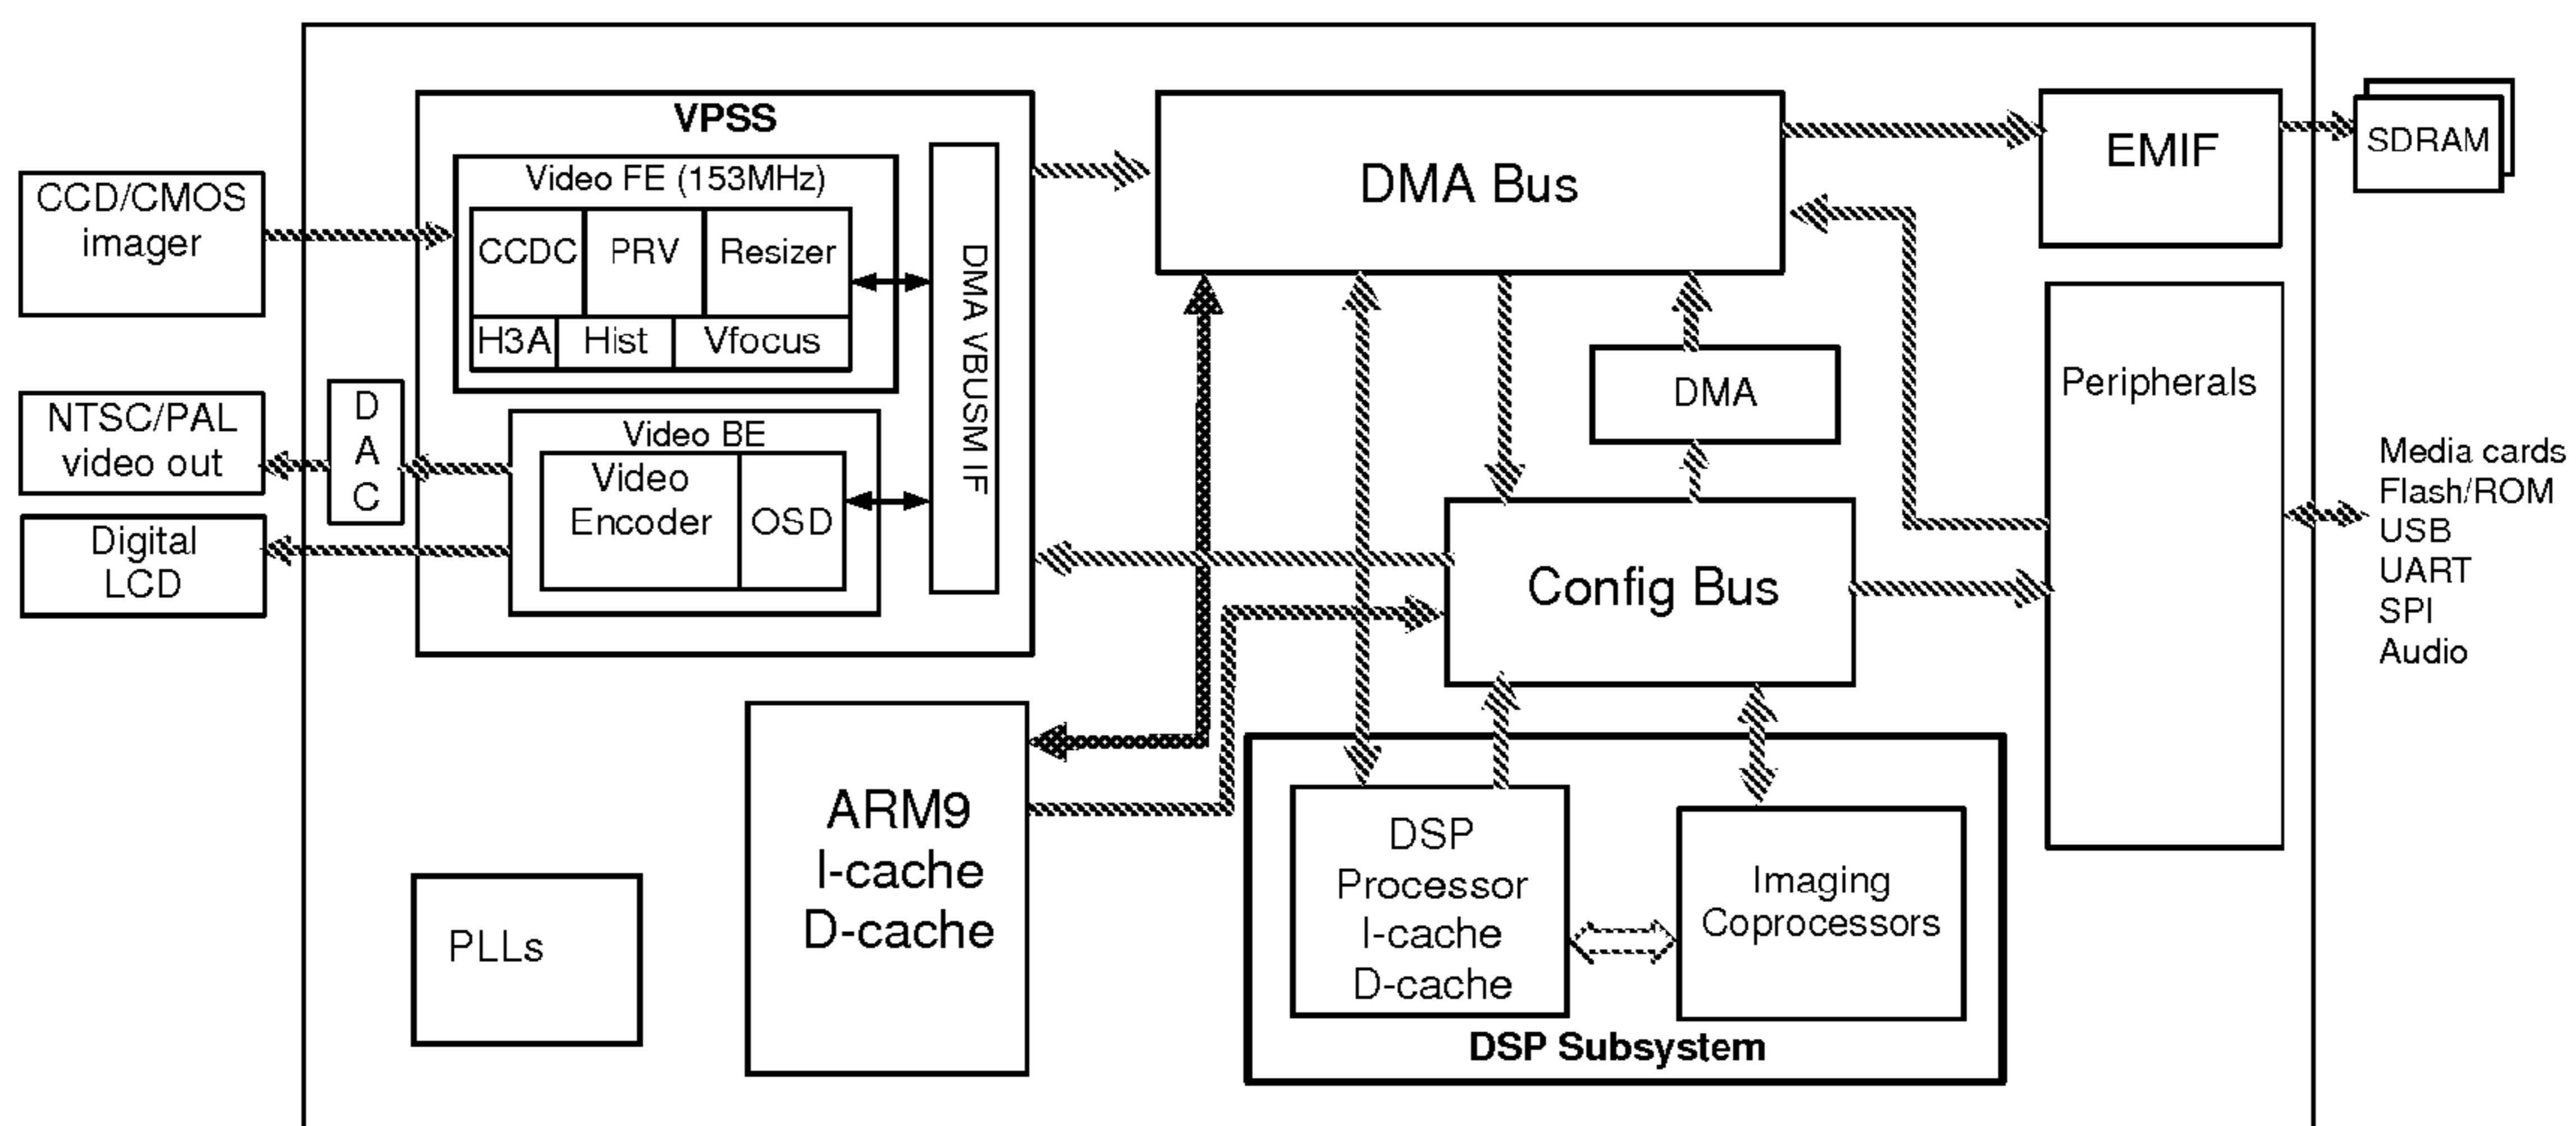 VPSS
Video FE (153MHz)
CCDC
PRV
Resizer
H3A
Hist
Vfocus
Video BE
Video
Encoder
OSD
DMA VBUSM IF
CCD/CMOS
imager
NTSC/PAL
video out
Digital
LCD
D
A
C
DMA Bus
EMIF
SDRAM
DMA
Peripherals
Config Bus
Media cards
Flash/ROM
USB
UART
SPI
Audio
ARM9
I-cache
D-cache
PLLs
DSP
Processor
I-cache
D-cache
Imaging
Coprocessors
DSP Subsystem